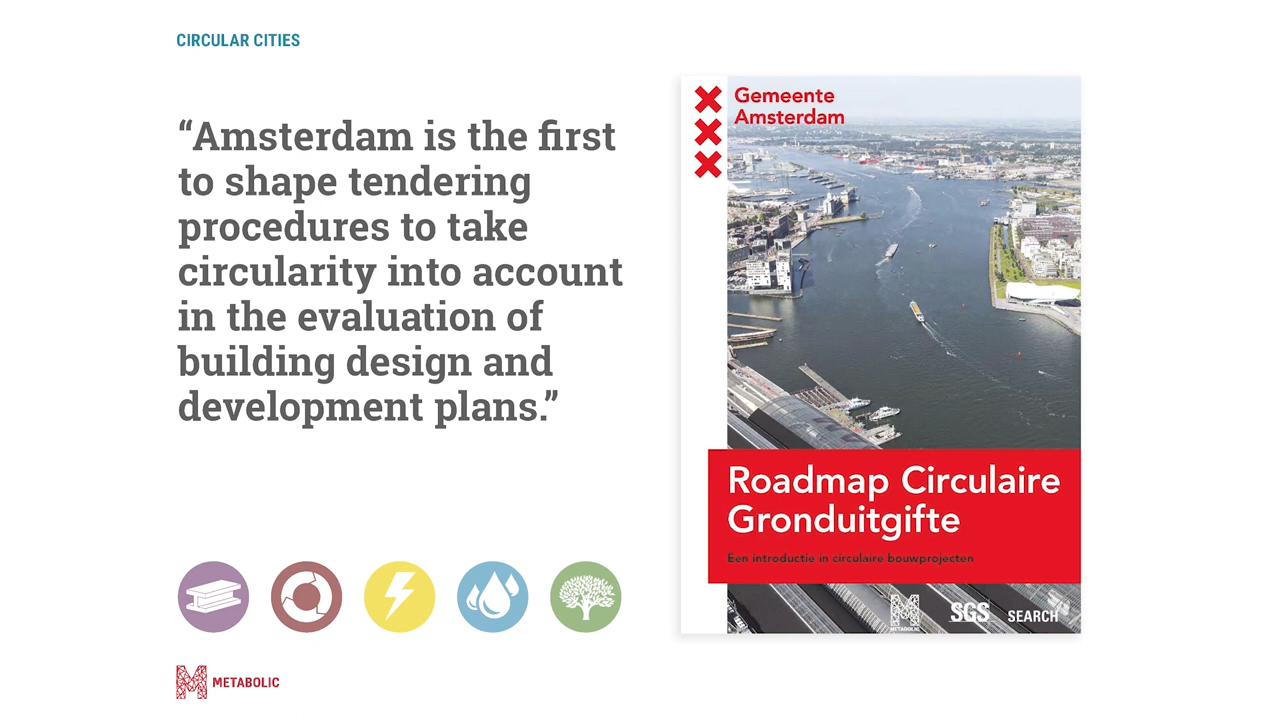 CIRCULAR CITIES
“Amsterdam is the first
to shape tendering
procedures to take
circularity into account
in the evaluation of
building design and
development plans.”
METABOLIC
Gemeente
Amsterdam
Roadmap Circulaire
Gronduitgifte
Een introductie in circulaire bouwprojecten
METABOLIC
SGS
SEARCH